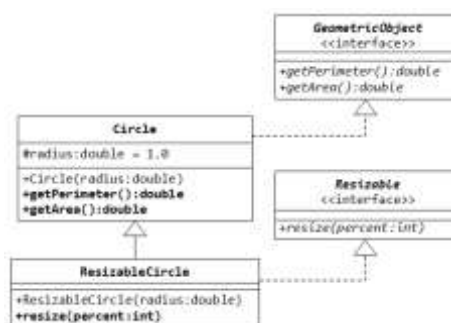 GeometricObject
<<interface>>
+getPerimeter():double
+getArea():double
Circle
#radius:double = 1.0
+Circle(radius:double)
+getPerimeter():double
+getArea():double
Resizable
<<interface>>
+resize(percent:int)
ResizableCircle
+ResizableCircle(radius:double)
+resize(percent:int)